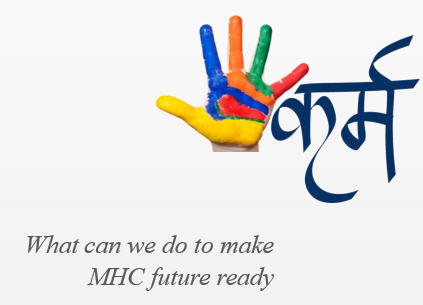 कर्म
What can we do to make
MHC future ready